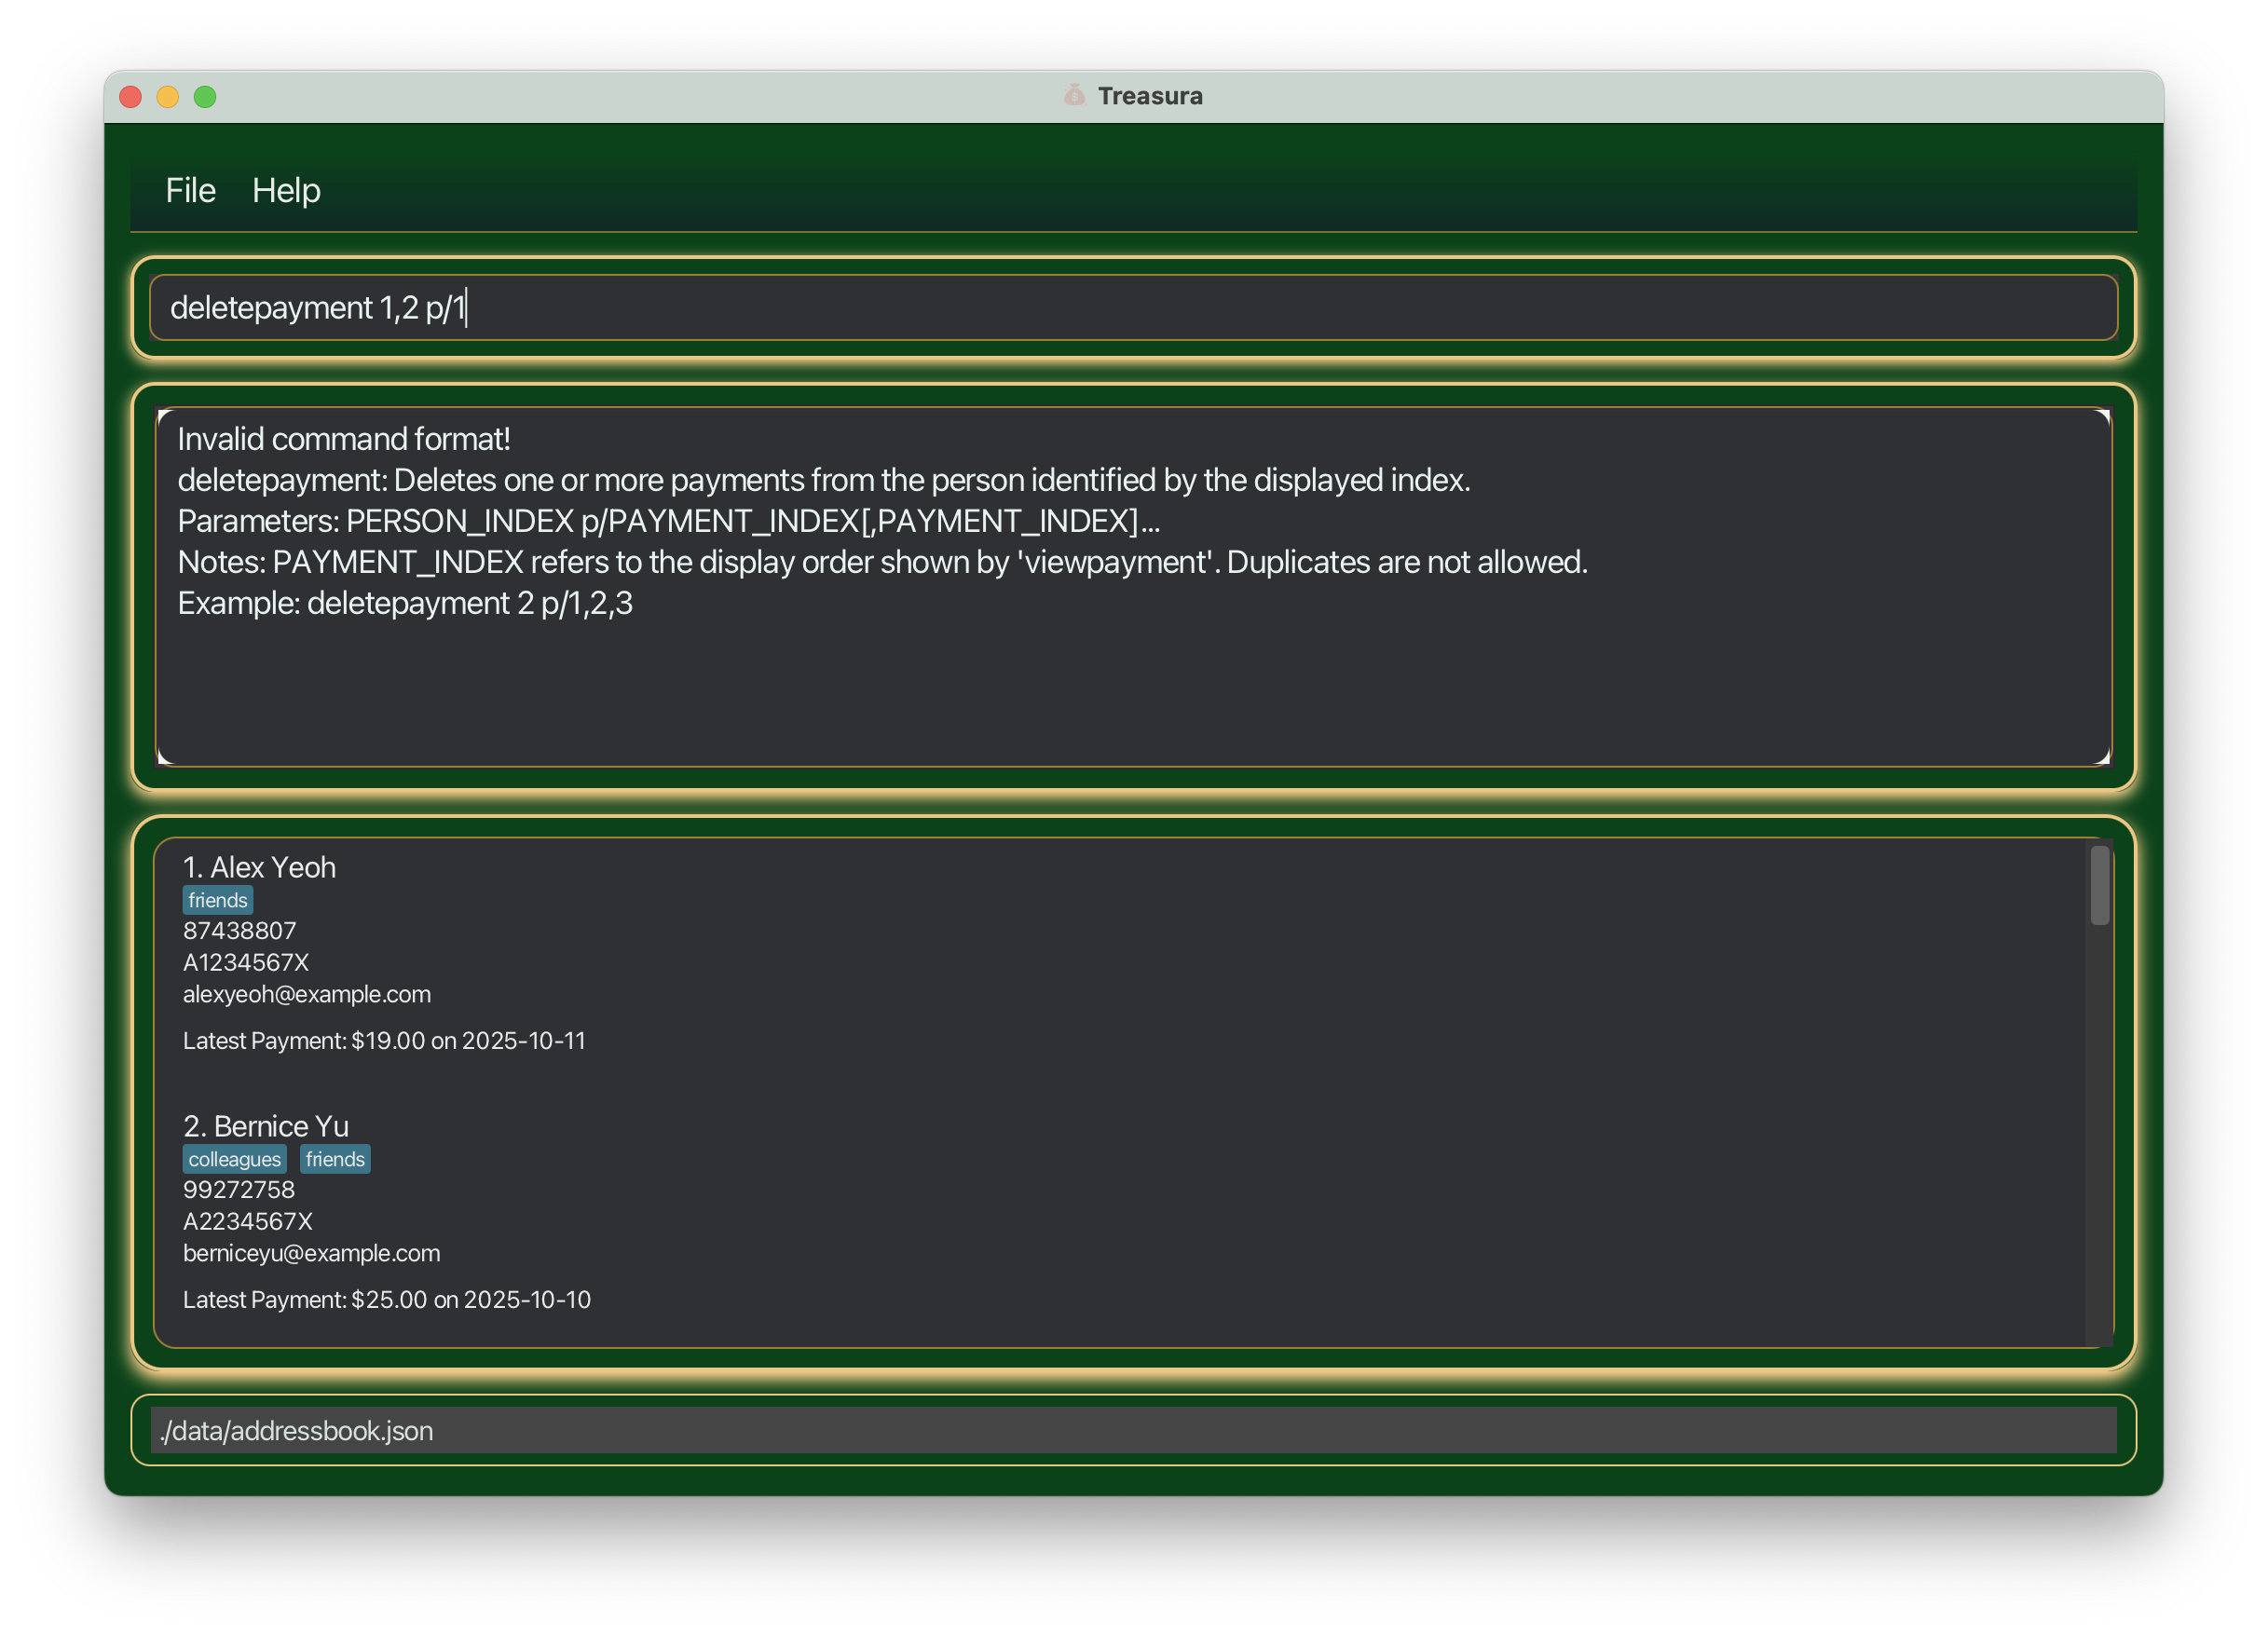 Treasura
File Help
deletepayment 1,2 p/1
Invalid command format!
deletepayment: Deletes one or more payments from the person identified by the displayed index.
Parameters: PERSON_INDEX p/PAYMENT_INDEX[,PAYMENT_INDEX]...
Notes: PAYMENT_INDEX refers to the display order shown by 'viewpayment'. Duplicates are not allowed.
Example: deletepayment 2 p/1,2,3
1. Alex Yeoh
friends
87438807
A1234567X
alexyeoh@example.com
Latest Payment: $19.00 on 2025-10-11
2. Bernice Yu
colleagues friends
99272758
A2234567X
berniceyu@example.com
Latest Payment: $25.00 on 2025-10-10
./data/addressbook.json